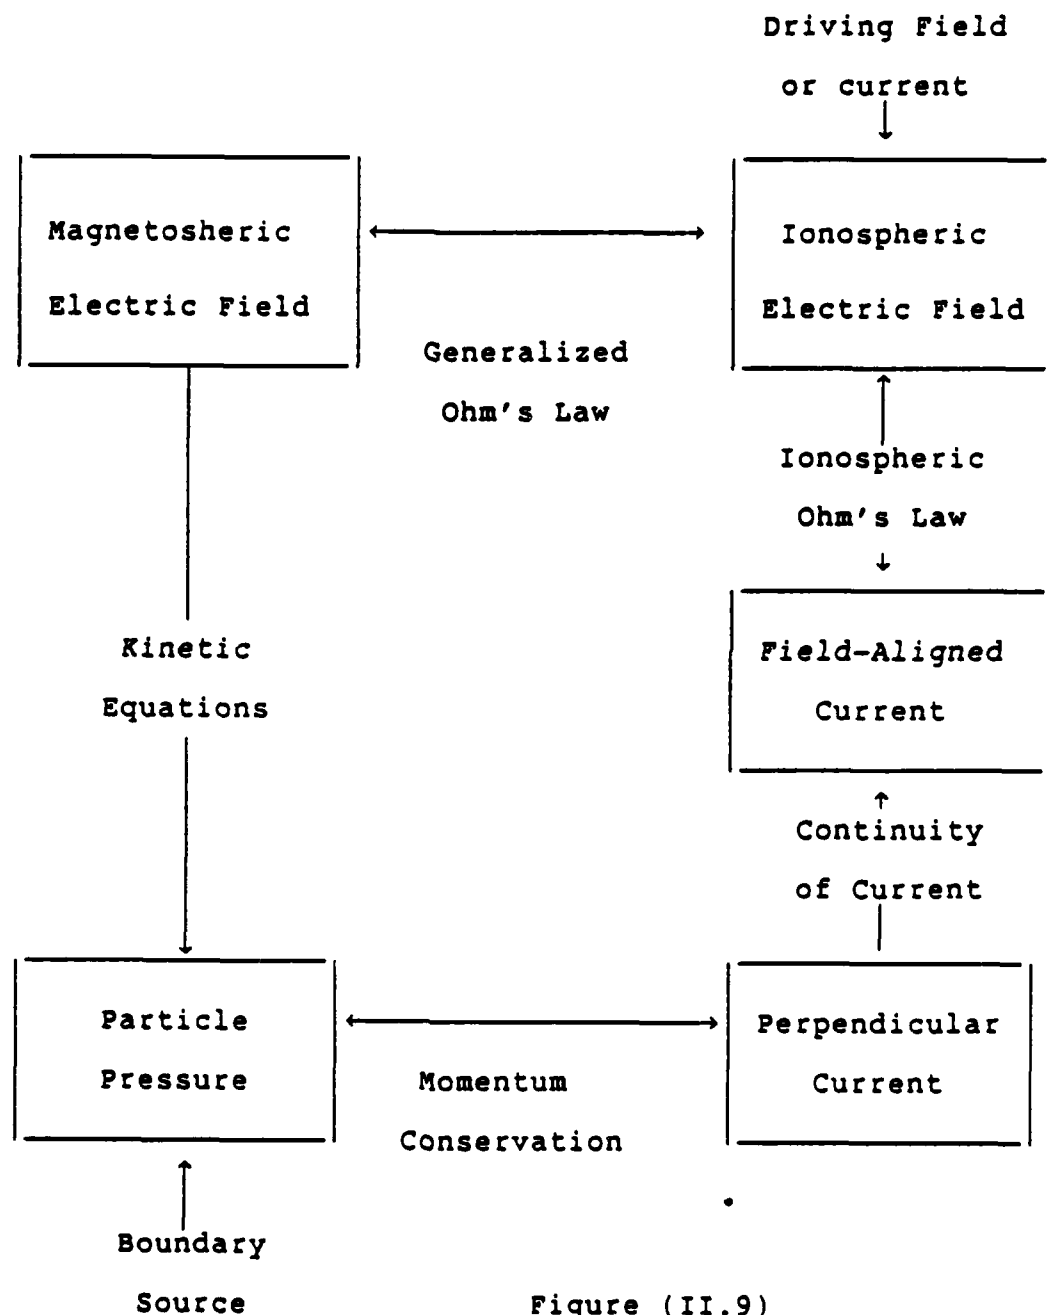 Driving Field
or current
Magnetosheric
Electric Field
Ionospheric
Electric Field
Generalized
Ohm's Law
Ionospheric
Ohm's Law
Kinetic
Equations
Field-Aligned
Current
Continuity
of Current
Particle
Pressure
Perpendicular
Current
Momentum
Conservation
Boundary
Source
Figure (II.9)